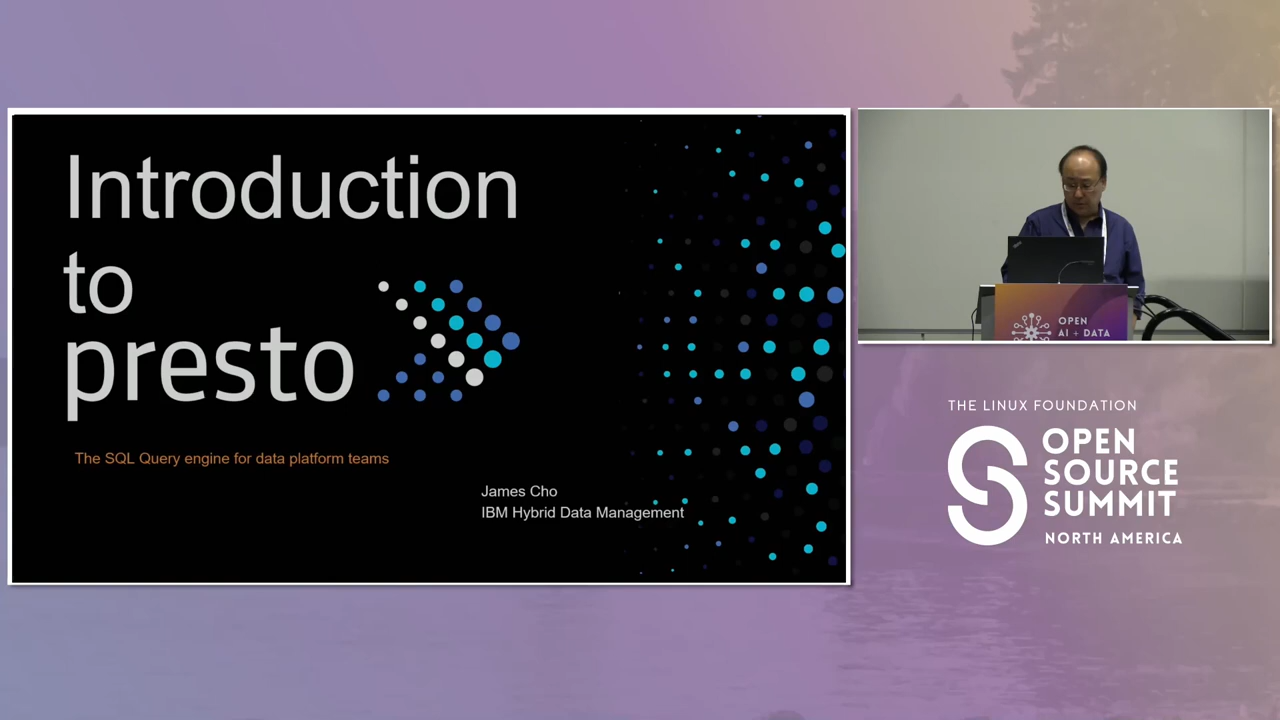 Introduction
to
presto
The SQL Query engine for data platform teams
James Cho
IBM Hybrid Data Management
OPEN
AI + DATA
THE LINUX FOUNDATION
OPEN
SOURCE
SUMMIT
NORTH AMERICA